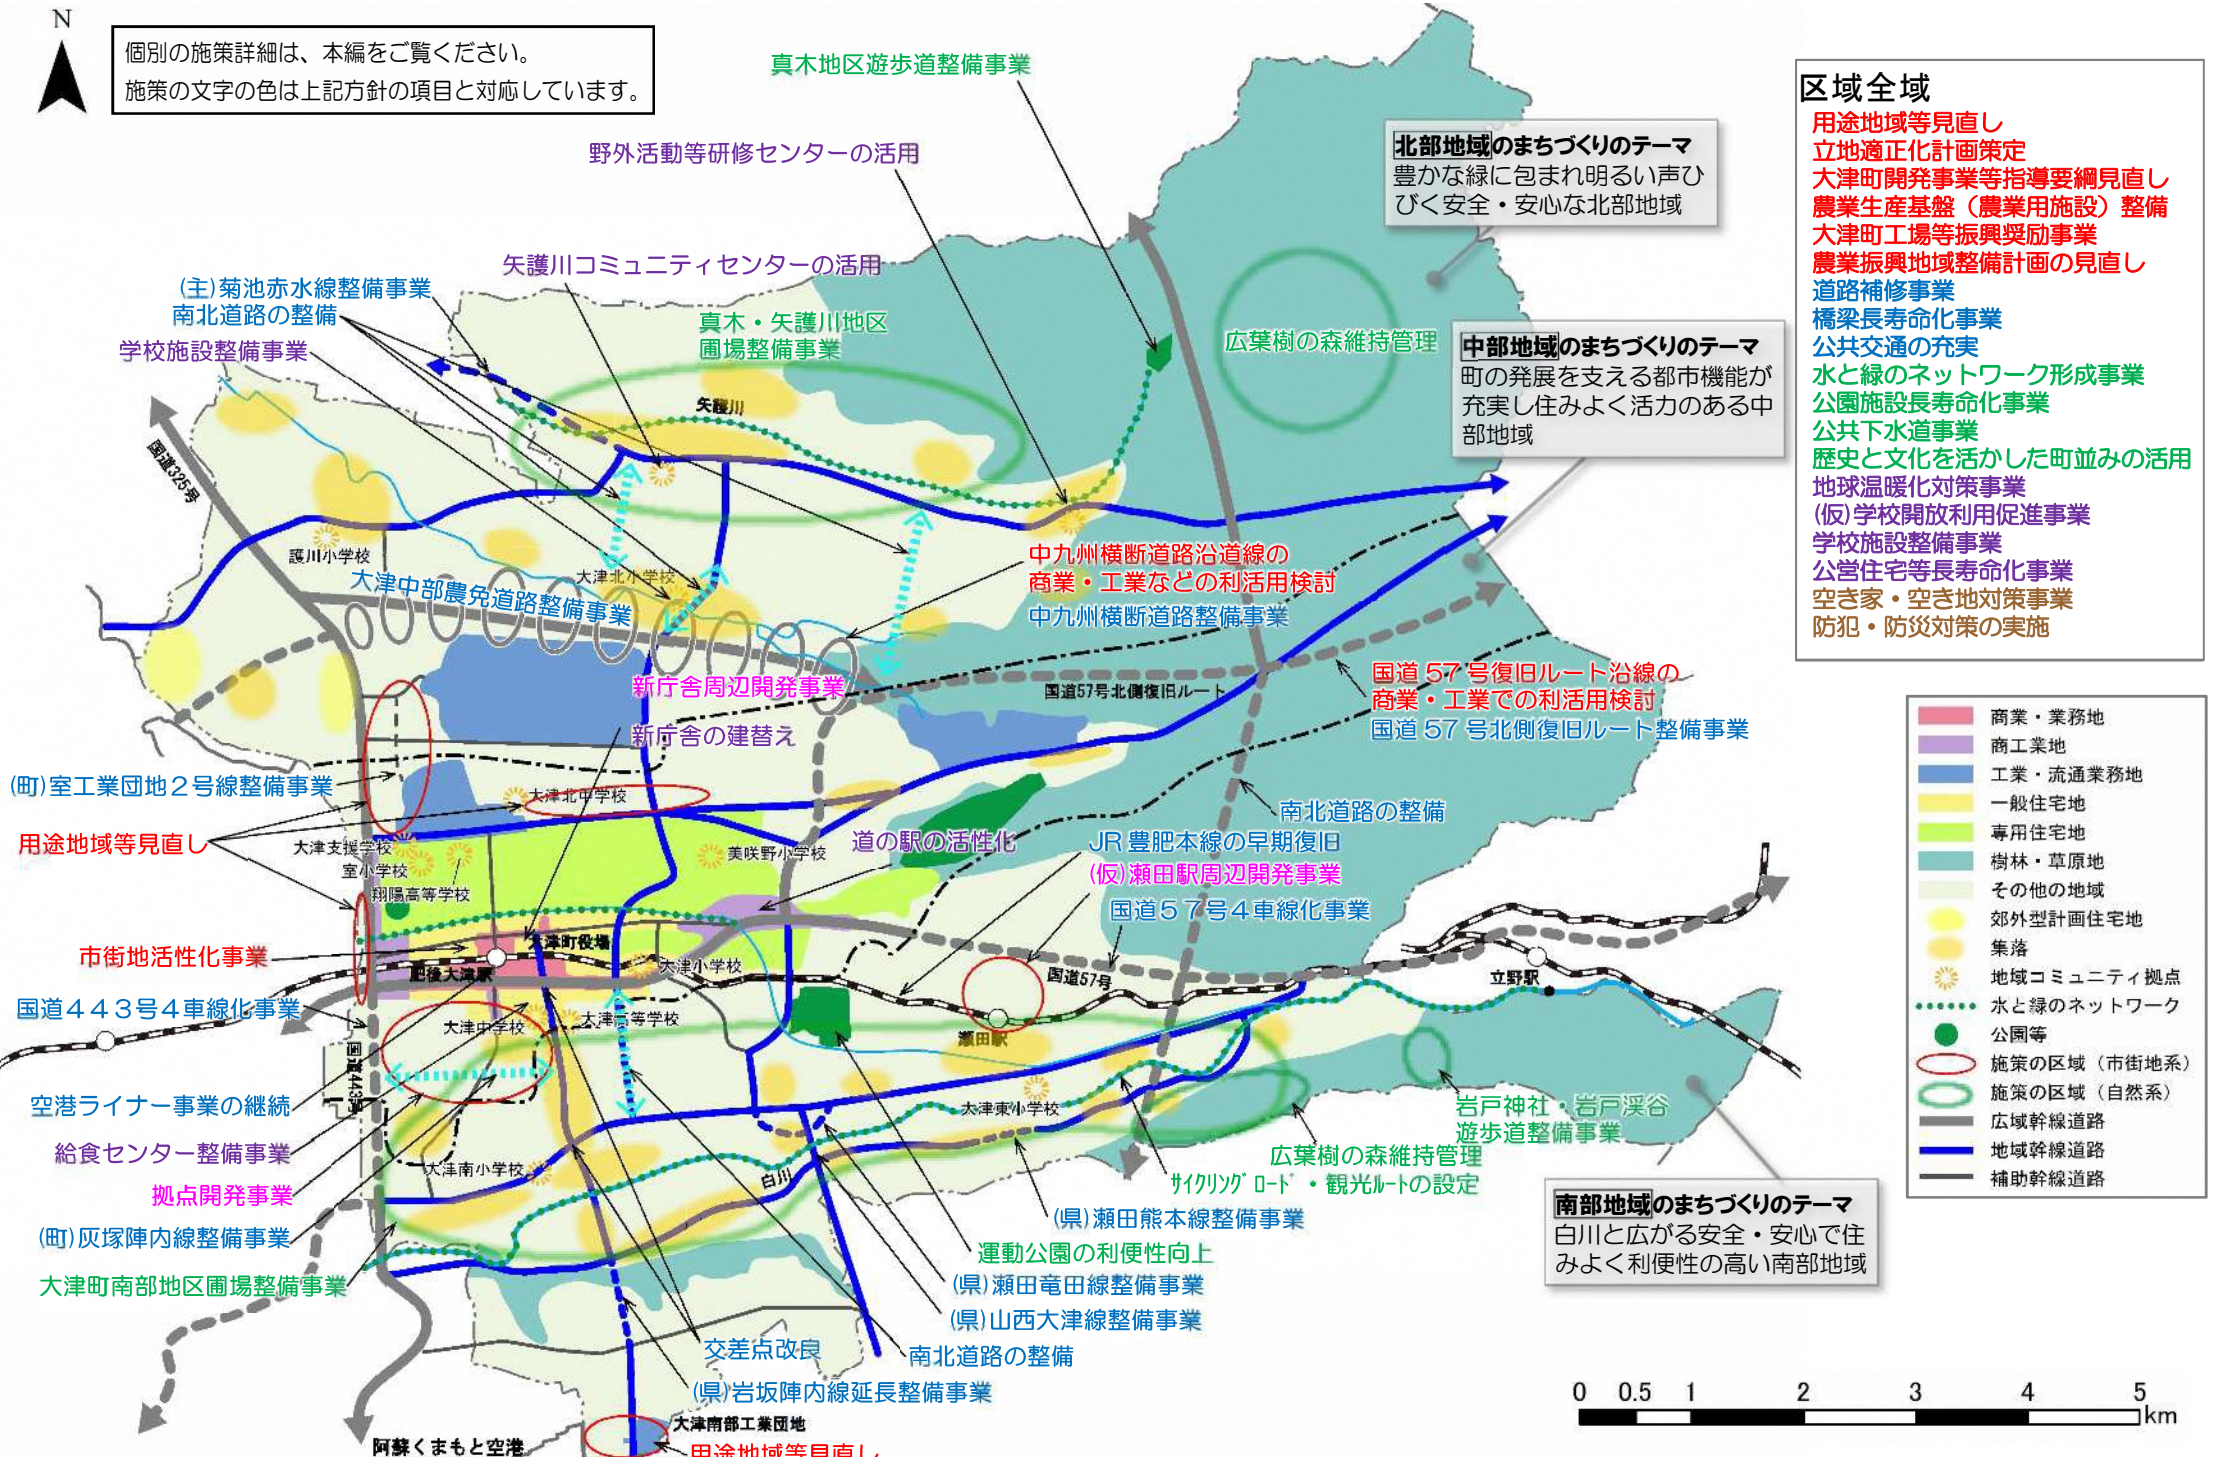 N
個別の施策詳細は、本編をご覧ください。
施策の文字の色は上記方針の項目と対応しています。
真木地区遊歩道整備事業
野外活動等研修センターの活用
矢護川コミュニティセンターの活用
(主)菊池赤水線整備事業
南北道路の整備
学校施設整備事業
真木・矢護川地区
圃場整備事業
矢護川
広葉樹の森維持管理
北部地域のまちづくりのテーマ
豊かな緑に包まれ明るい声ひ
びく安全・安心な北部地域
中部地域のまちづくりのテーマ
町の発展を支える都市機能が
充実し住みよく活力のある中
部地域
区域全域
用途地域等見直し
立地適正化計画策定
大津町開発事業等指導要綱見直し
農業生産基盤（農業用施設）整備
大津町工場等振興奨励事業
農業振興地域整備計画の見直し
道路補修事業
橋梁長寿命化事業
公共交通の充実
水と緑のネットワーク形成事業
公園施設長寿命化事業
公共下水道事業
歴史と文化を活かした町並みの活用
地球温暖化対策事業
(仮)学校開放利用促進事業
学校施設整備事業
公営住宅等長寿命化事業
空き家・空き地対策事業
防犯・防災対策の実施
国道325号
護川小学校
大津北小学校
大津中部農免道路整備事業
中九州横断道路沿道線の
商業・工業などの利活用検討
中九州横断道路整備事業
新庁舎周辺開発事業
新庁舎の建替え
国道57号北側復旧ルート
国道 57 号復旧ルート沿線の
商業・工業での利活用検討
国道 57 号北側復旧ルート整備事業
(町)室工業団地２号線整備事業
用途地域等見直し
大津北中学校
大津支援学校
室小学校
翔陽高等学校
美咲野小学校
道の駅の活性化
南北道路の整備
JR 豊肥本線の早期復旧
(仮)瀬田駅周辺開発事業
国道５７号４車線化事業
市街地活性化事業
大津町役場
肥後大津駅
大津小学校
国道57号
立野駅
国道４４３号４車線化事業
大津中学校
大津高等学校
瀬田駅
国道443号
空港ライナー事業の継続
給食センター整備事業
拠点開発事業
(町)灰塚陣内線整備事業
大津町南部地区圃場整備事業
大津南小学校
大津東小学校
白川
岩戸神社・岩戸渓谷
遊歩道整備事業
広葉樹の森維持管理
ｻｲｸﾘﾝｸﾞﾛｰﾄﾞ・観光ﾙｰﾄの設定
(県)瀬田熊本線整備事業
運動公園の利便性向上
(県)瀬田竜田線整備事業
(県)山西大津線整備事業
南北道路の整備
交差点改良
(県)岩坂陣内線延長整備事業
大津南部工業団地
用途地域等見直し
阿蘇くまもと空港
南部地域のまちづくりのテーマ
白川と広がる安全・安心で住
みよく利便性の高い南部地域
商業・業務地
商工業地
工業・流通業務地
一般住宅地
専用住宅地
樹林・草原地
その他の地域
郊外型計画住宅地
集落
地域コミュニティ拠点
水と緑のネットワーク
公園等
施策の区域（市街地系）
施策の区域（自然系）
広域幹線道路
地域幹線道路
補助幹線道路
0 0.5 1 2 3 4 5
km